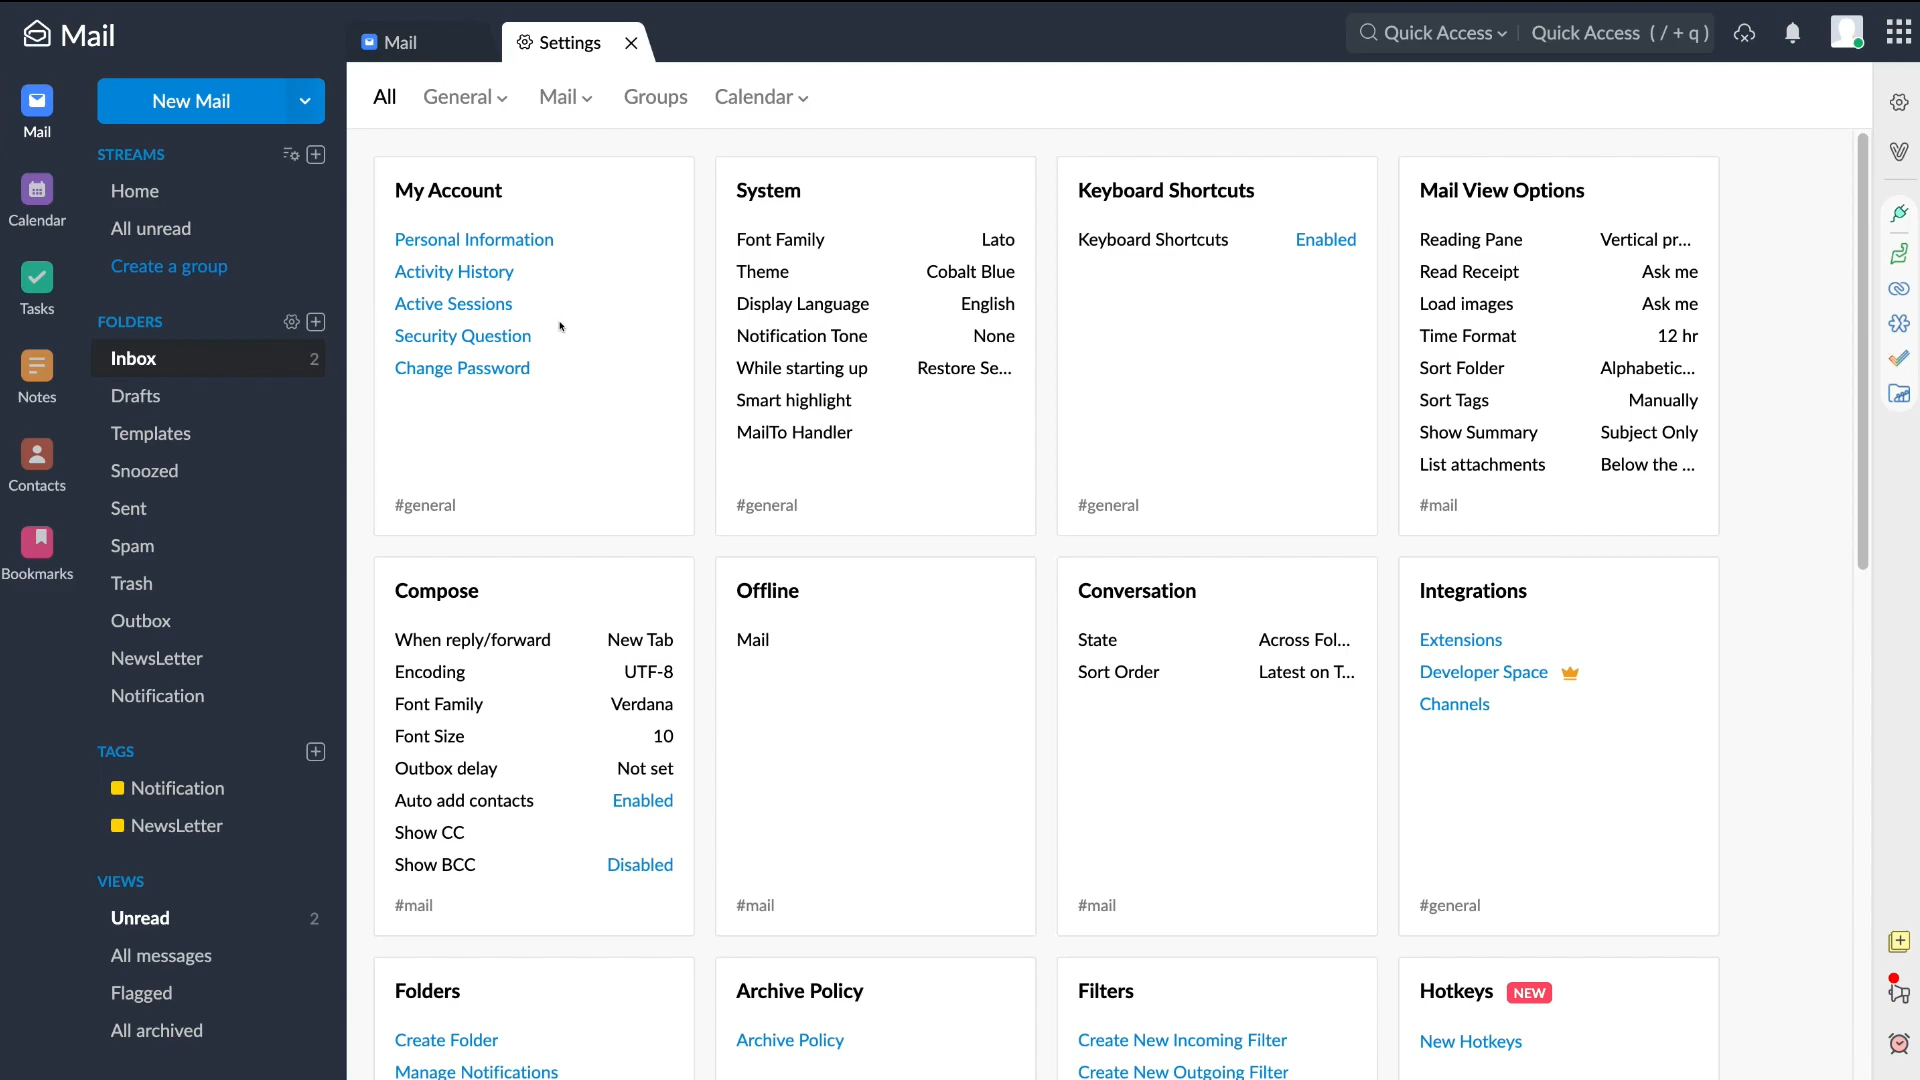 Mail
Mail
Settings
Quick Access
Quick Access ( / + q )
Mail
Calendar
Tasks
Notes
Contacts
Bookmarks
New Mail
STREAMS
Home
All unread
Create a group
FOLDERS
Inbox 2
Drafts
Templates
Snoozed
Sent
Spam
Trash
Outbox
NewsLetter
Notification
TAGS
Notification
NewsLetter
VIEWS
Unread 2
All messages
Flagged
All archived
All General Mail Groups Calendar
My Account
Personal Information
Activity History
Active Sessions
Security Question
Change Password
#general
System
Font Family Lato
Theme Cobalt Blue
Display Language English
Notification Tone None
While starting up Restore Se...
Smart highlight
MailTo Handler
#general
Keyboard Shortcuts
Keyboard Shortcuts Enabled
#general
Mail View Options
Reading Pane Vertical pr...
Read Receipt Ask me
Load images Ask me
Time Format 12 hr
Sort Folder Alphabetic...
Sort Tags Manually
Show Summary Subject Only
List attachments Below the ...
#mail
Compose
When reply/forward New Tab
Encoding UTF-8
Font Family Verdana
Font Size 10
Outbox delay Not set
Auto add contacts Enabled
Show CC
Show BCC Disabled
#mail
Offline
Mail
#mail
Conversation
State Across Fol...
Sort Order Latest on T...
#mail
Integrations
Extensions
Developer Space
Channels
#general
Folders
Create Folder
Manage Notifications
Archive Policy
Archive Policy
Filters
Create New Incoming Filter
Create New Outgoing Filter
Hotkeys NEW
New Hotkeys